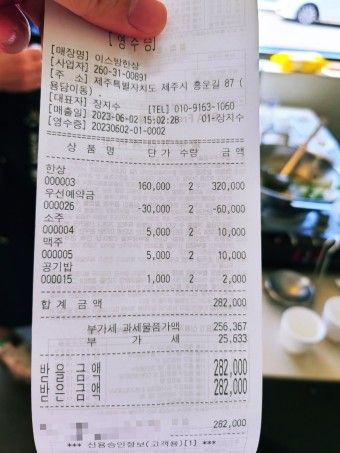 [영수증]
[매장명] 이스방한상
[사업자] 260-31-00891
[주 소] 제주특별자치도 제주시 흥운길 87 (
용담이동) ,
[대표자] 장지수 [TEL] 010-9163-1060
[매출일] 2023-06-02 15:02:28 01-장지수
[영수증] 20230602-01-0002
상 품 명 단 가 수량 금 액
한상
000003 160,000 2 320,000
우선예약금
000026 -30,000 2 -60,000
소주
000004 5,000 2 10,000
맥주
000005 5,000 2 10,000
공기밥
000015 1,000 2 2,000
합 계 금 액 282,000
부가세 과세물품가액 256,367
부 가 세 25,633
받 을 금 액 282,000
받 은 금 액 282,000
282,000
*** 신용승인정보(고객용)[1] ***